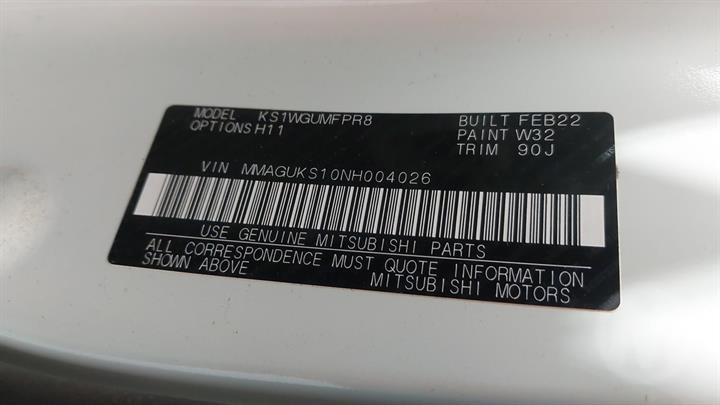 MODEL KS1WGUMFPR8 BUILT FEB22
OPTIONS H11 PAINT W32
TRIM 90J
VIN MMAGUKS10NH004026
USE GENUINE MITSUBISHI PARTS
ALL CORRESPONDENCE MUST QUOTE INFORMATION
SHOWN ABOVE MITSUBISHI MOTORS